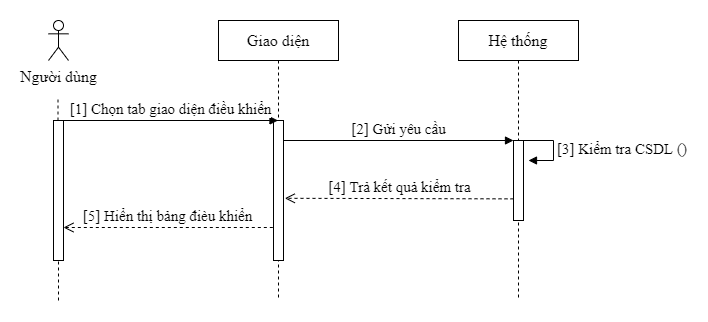 Giao diện
Hệ thống
Người dùng
[1] Chọn tab giao diện điều khiển
[2] Gửi yêu cầu
[3] Kiểm tra CSDL ()
[4] Trả kết quả kiểm tra
[5] Hiển thị bảng đièu khiển